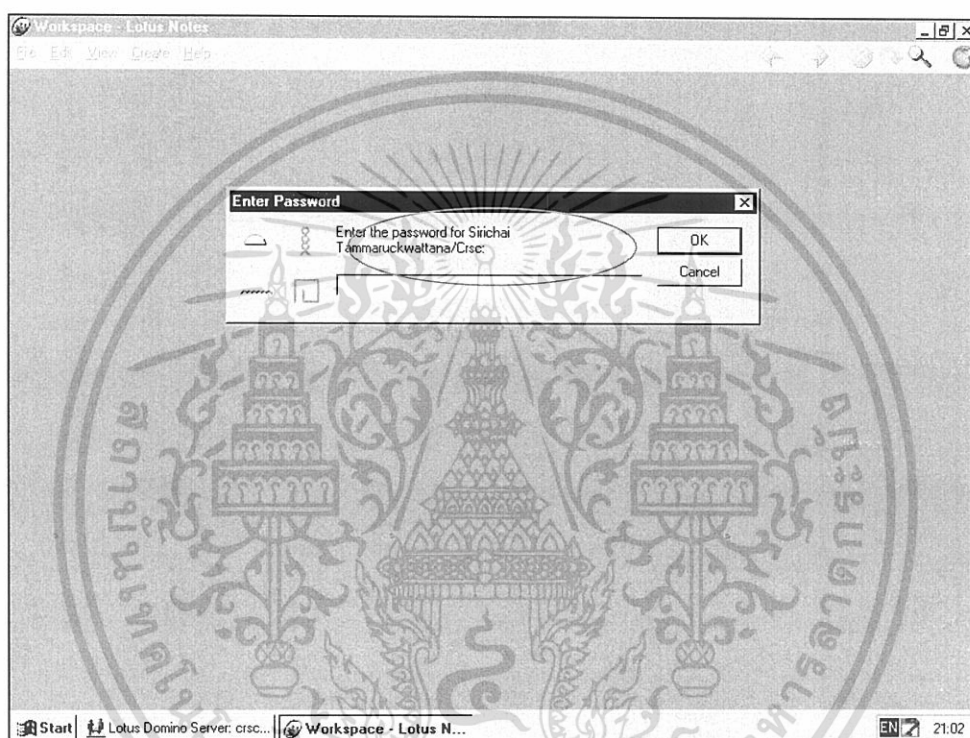 Workspace - Lotus Notes
File Edit View Create Help
Enter Password
Enter the password for Sirichai
Tammaruckwattana/Crsc:
OK
Cancel
Start Lotus Domino Server: crsc... Workspace - Lotus N... EN 21:02